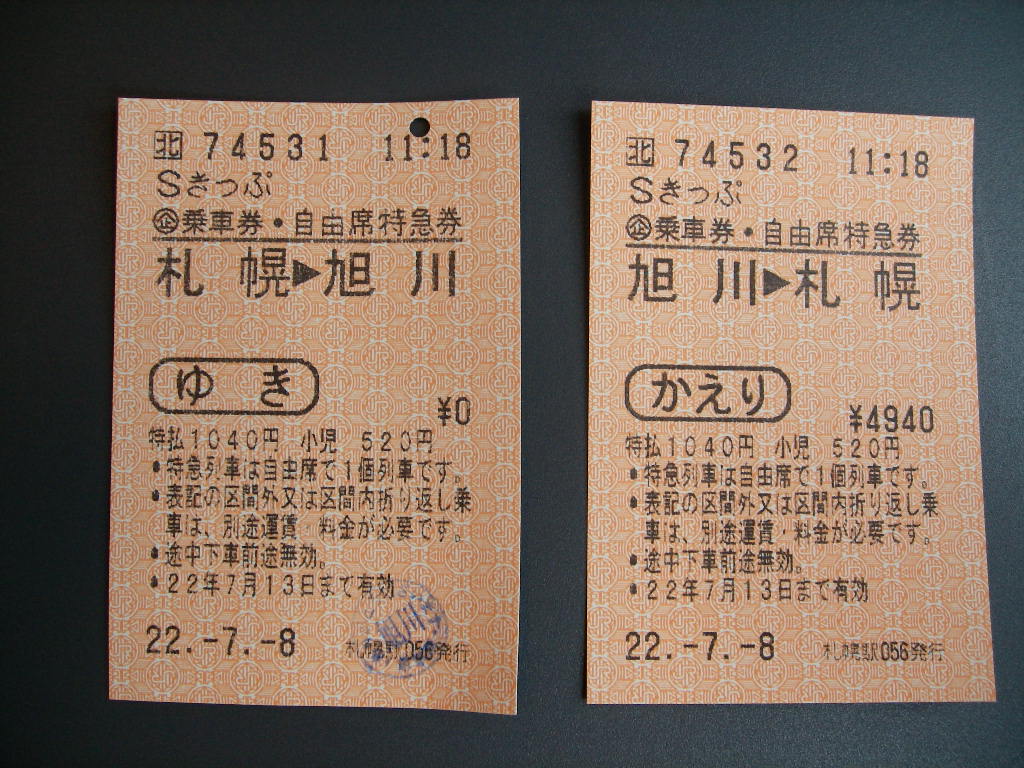 北 74531 11:18
Sきっぷ
企乗車券・自由席特急券
札幌▶旭川
ゆき
¥0
特払1040円 小児 520円
・特急列車は自由席で1個列車です。
・表記の区間外又は区間内折り返し乗
車は、別途運賃・料金が必要です。
・途中下車前途無効。
・22年7月13日まで有効
22.-7.-8 札幌駅056発行
旭川
北 74532 11:18
Sきっぷ
企乗車券・自由席特急券
旭川▶札幌
かえり
¥4940
特払1040円 小児 520円
・特急列車は自由席で1個列車です。
・表記の区間外又は区間内折り返し乗
車は、別途運賃・料金が必要です。
・途中下車前途無効。
・22年7月13日まで有効
22.-7.-8 札幌駅056発行